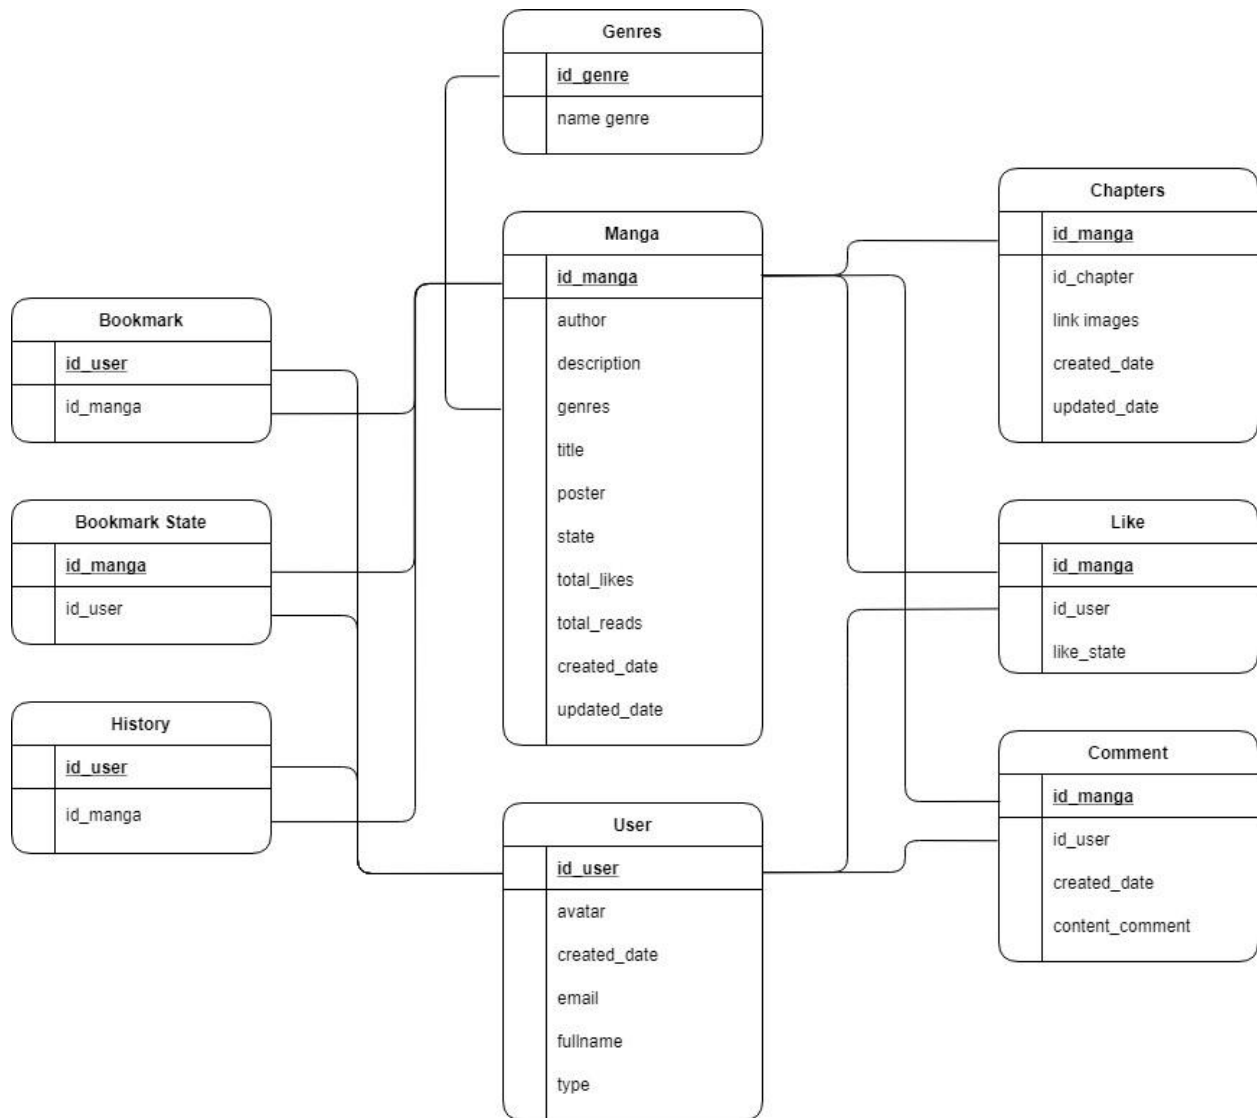 Genres
id_genre
name genre
Manga
id_manga
author
description
genres
title
poster
state
total_likes
total_reads
created_date
updated_date
Chapters
id_manga
id_chapter
link images
created_date
updated_date
Bookmark
id_user
id_manga
Bookmark State
id_manga
id_user
Like
id_manga
id_user
like_state
History
id_user
id_manga
User
id_user
avatar
created_date
email
fullname
type
Comment
id_manga
id_user
created_date
content_comment